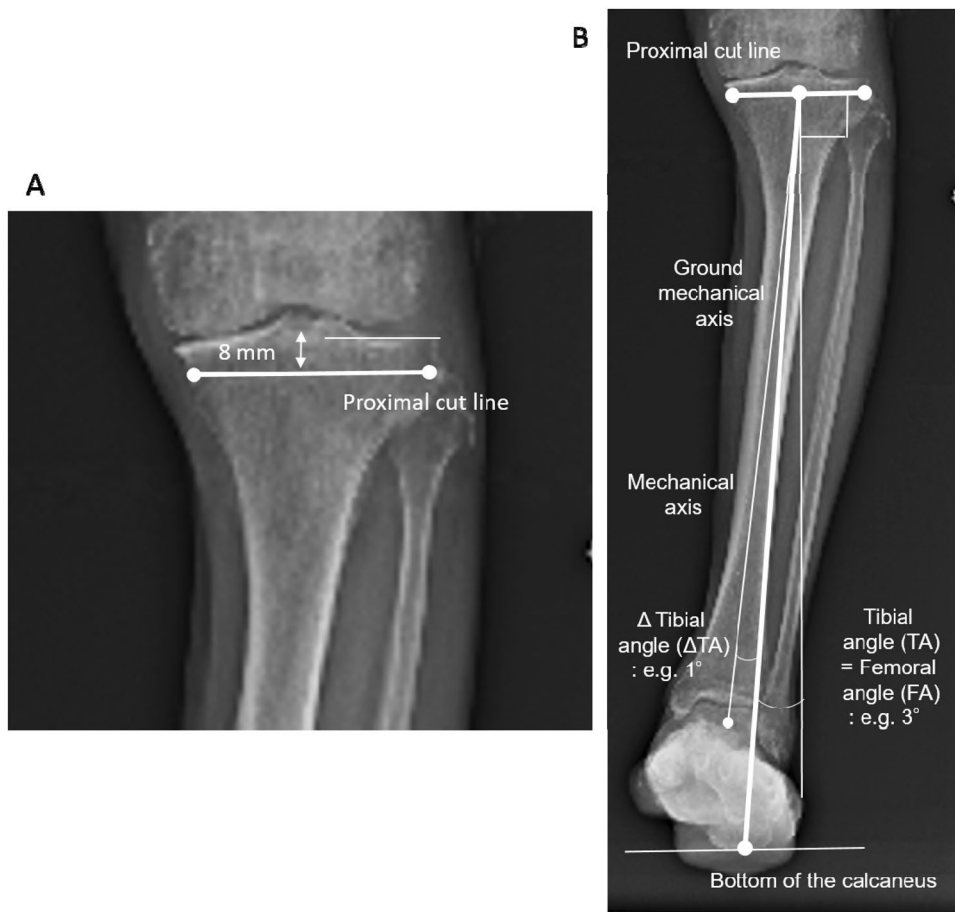 A
8 mm
Proximal cut line
B
Proximal cut line
Ground
mechanical
axis
Mechanical
axis
Δ Tibial
angle (ΔTA)
: e.g. 1°
Tibial
angle (TA)
= Femoral
angle (FA)
: e.g. 3°
Bottom of the calcaneus